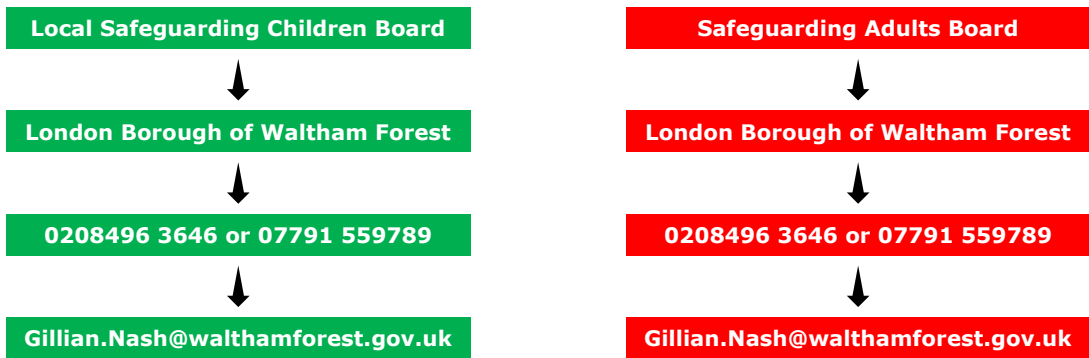 Local Safeguarding Children Board
London Borough of Waltham Forest
0208496 3646 or 07791 559789
Gillian.Nash@walthamforest.gov.uk
Safeguarding Adults Board
London Borough of Waltham Forest
0208496 3646 or 07791 559789
Gillian.Nash@walthamforest.gov.uk